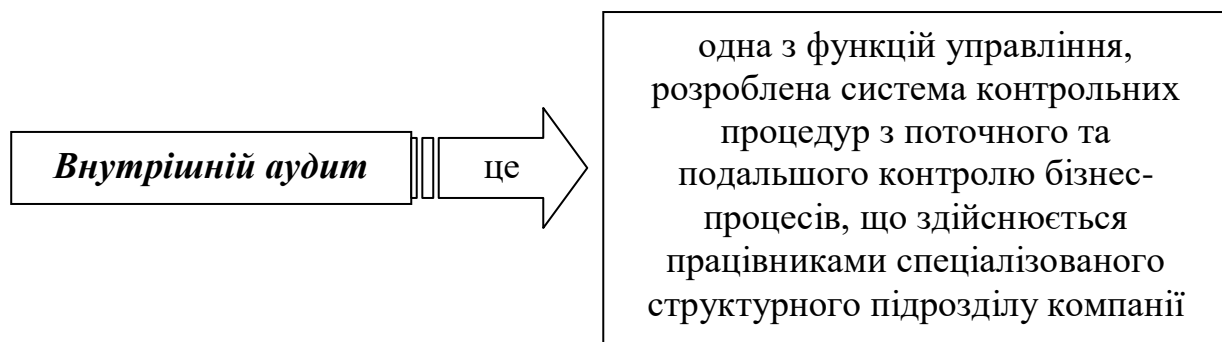 Внутрішній аудит
це
одна з функцій управління,
розроблена система контрольних
процедур з поточного та
подальшого контролю бізнес-
процесів, що здійснюється
працівниками спеціалізованого
структурного підрозділу компанії